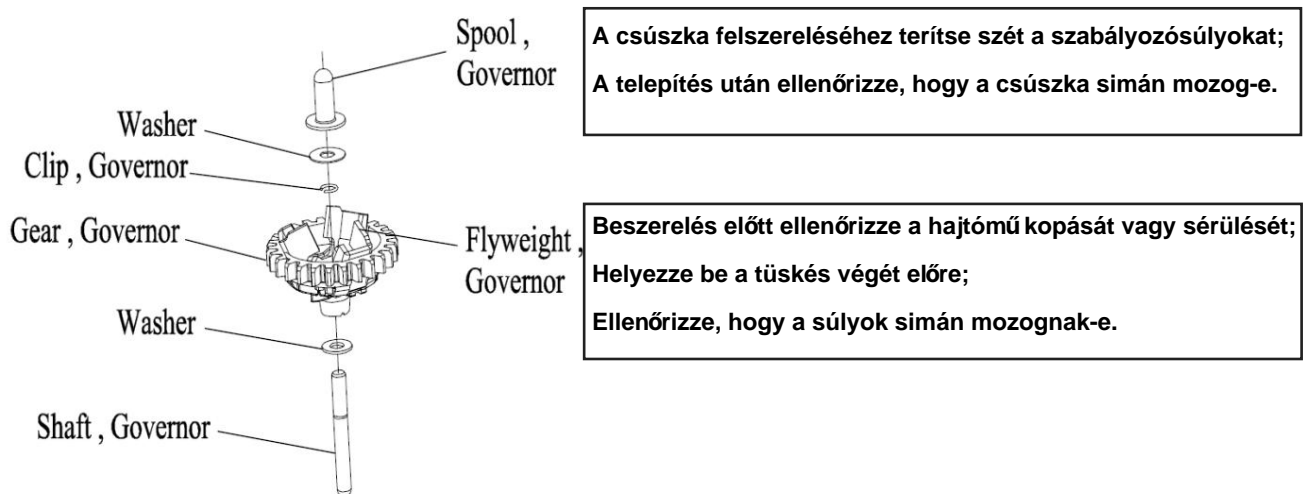 Spool ,
Governor
Washer
Clip , Governor
Gear , Governor
Flyweight ,
Governor
Washer
Shaft , Governor
A csúszka felszereléséhez terítse szét a szabályozósúlyokat;
A telepítés után ellenőrizze, hogy a csúszka simán mozog-e.
Beszerelés előtt ellenőrizze a hajtómű kopását vagy sérülését;
Helyezze be a tüskés végét előre;
Ellenőrizze, hogy a súlyok simán mozognak-e.